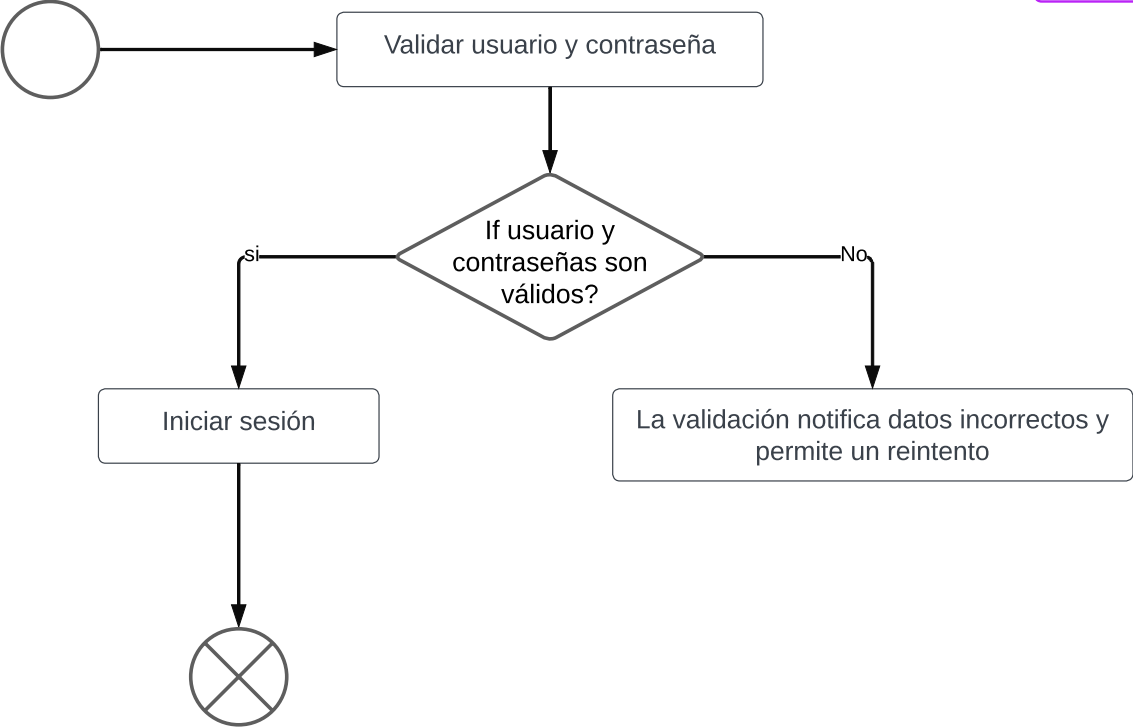 Validar usuario y contraseña
If usuario y
contraseñas son
válidos?
si
No
Iniciar sesión
La validación notifica datos incorrectos y
permite un reintento